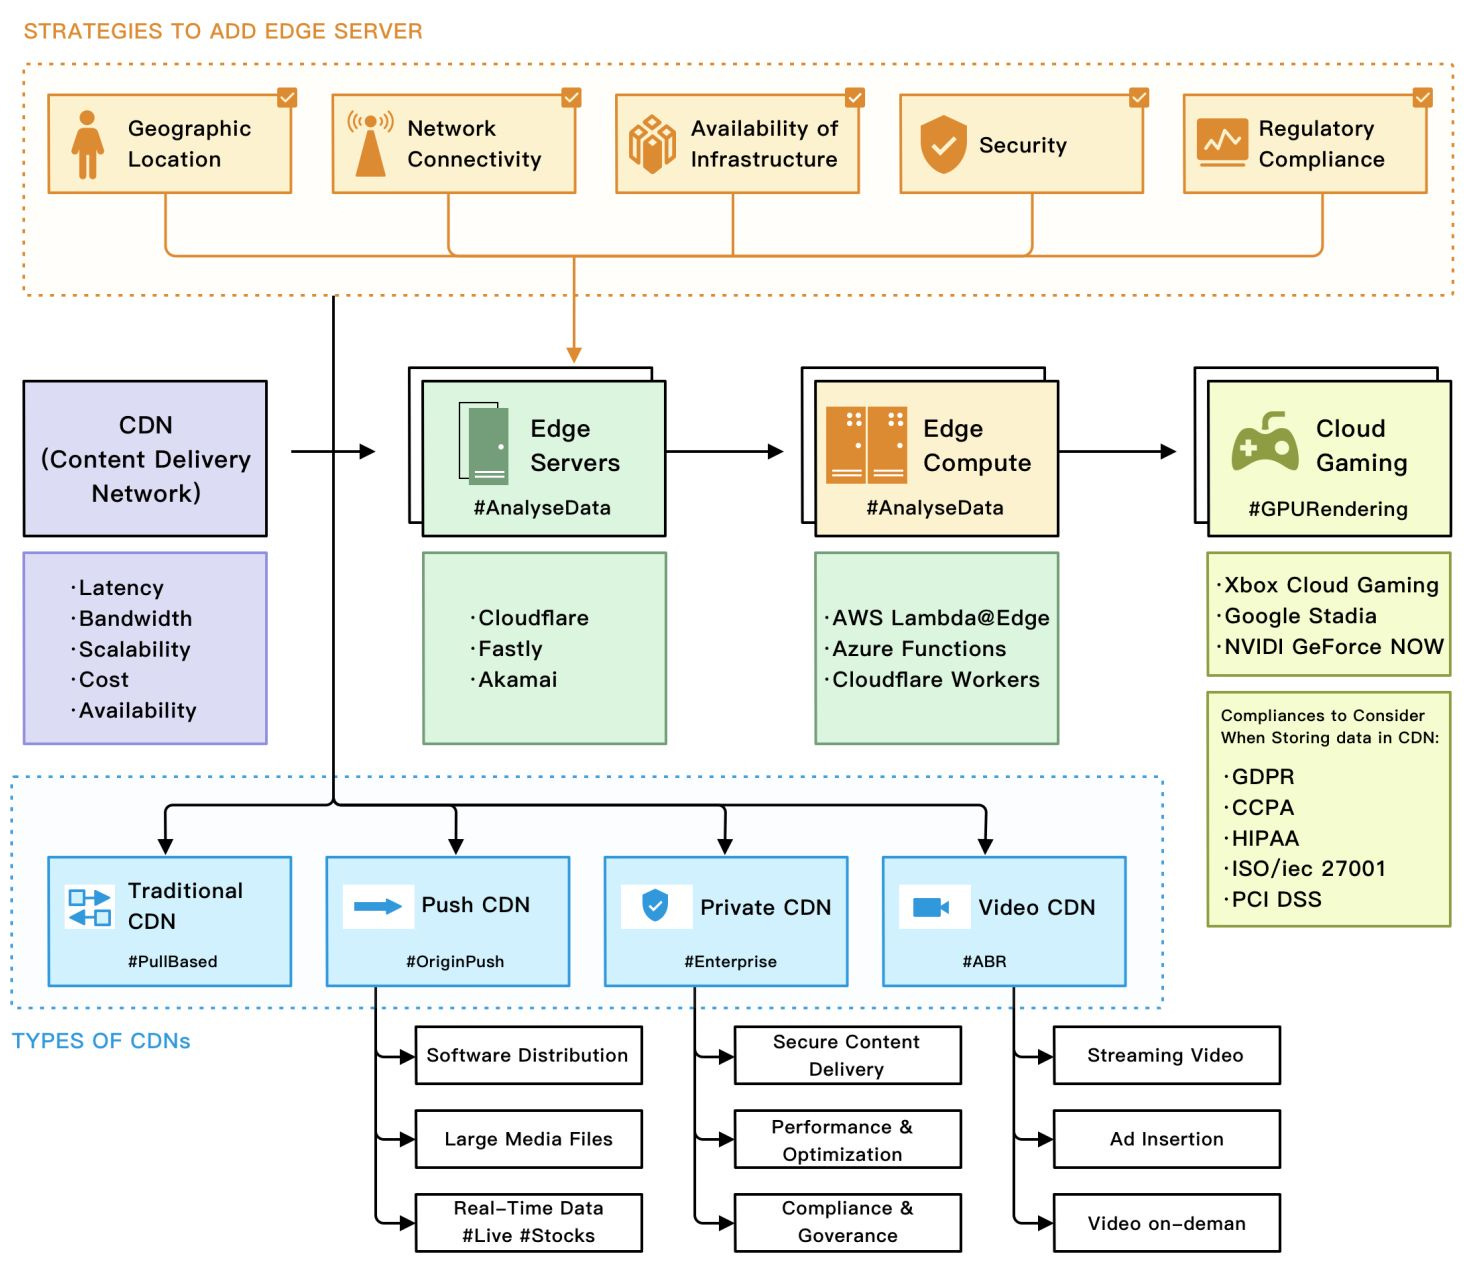 STRATEGIES TO ADD EDGE SERVER
Geographic
Location
Network
Connectivity
Availability of
Infrastructure
Security
Regulatory
Compliance
CDN
(Content Delivery
Network)
Edge
Servers
#AnalyseData
Edge
Compute
#AnalyseData
Cloud
Gaming
#GPURendering
·Latency
·Bandwidth
·Scalability
·Cost
·Availability
·Cloudflare
·Fastly
·Akamai
·AWS Lambda@Edge
·Azure Functions
·Cloudflare Workers
·Xbox Cloud Gaming
·Google Stadia
·NVIDI GeForce NOW
Compliances to Consider
When Storing data in CDN:
·GDPR
·CCPA
·HIPAA
·ISO/iec 27001
·PCI DSS
Traditional
CDN
#PullBased
Push CDN
#OriginPush
Private CDN
#Enterprise
Video CDN
#ABR
TYPES OF CDNs
Software Distribution
Large Media Files
Real-Time Data
#Live #Stocks
Secure Content
Delivery
Performance &
Optimization
Compliance &
Goverance
Streaming Video
Ad Insertion
Video on-deman